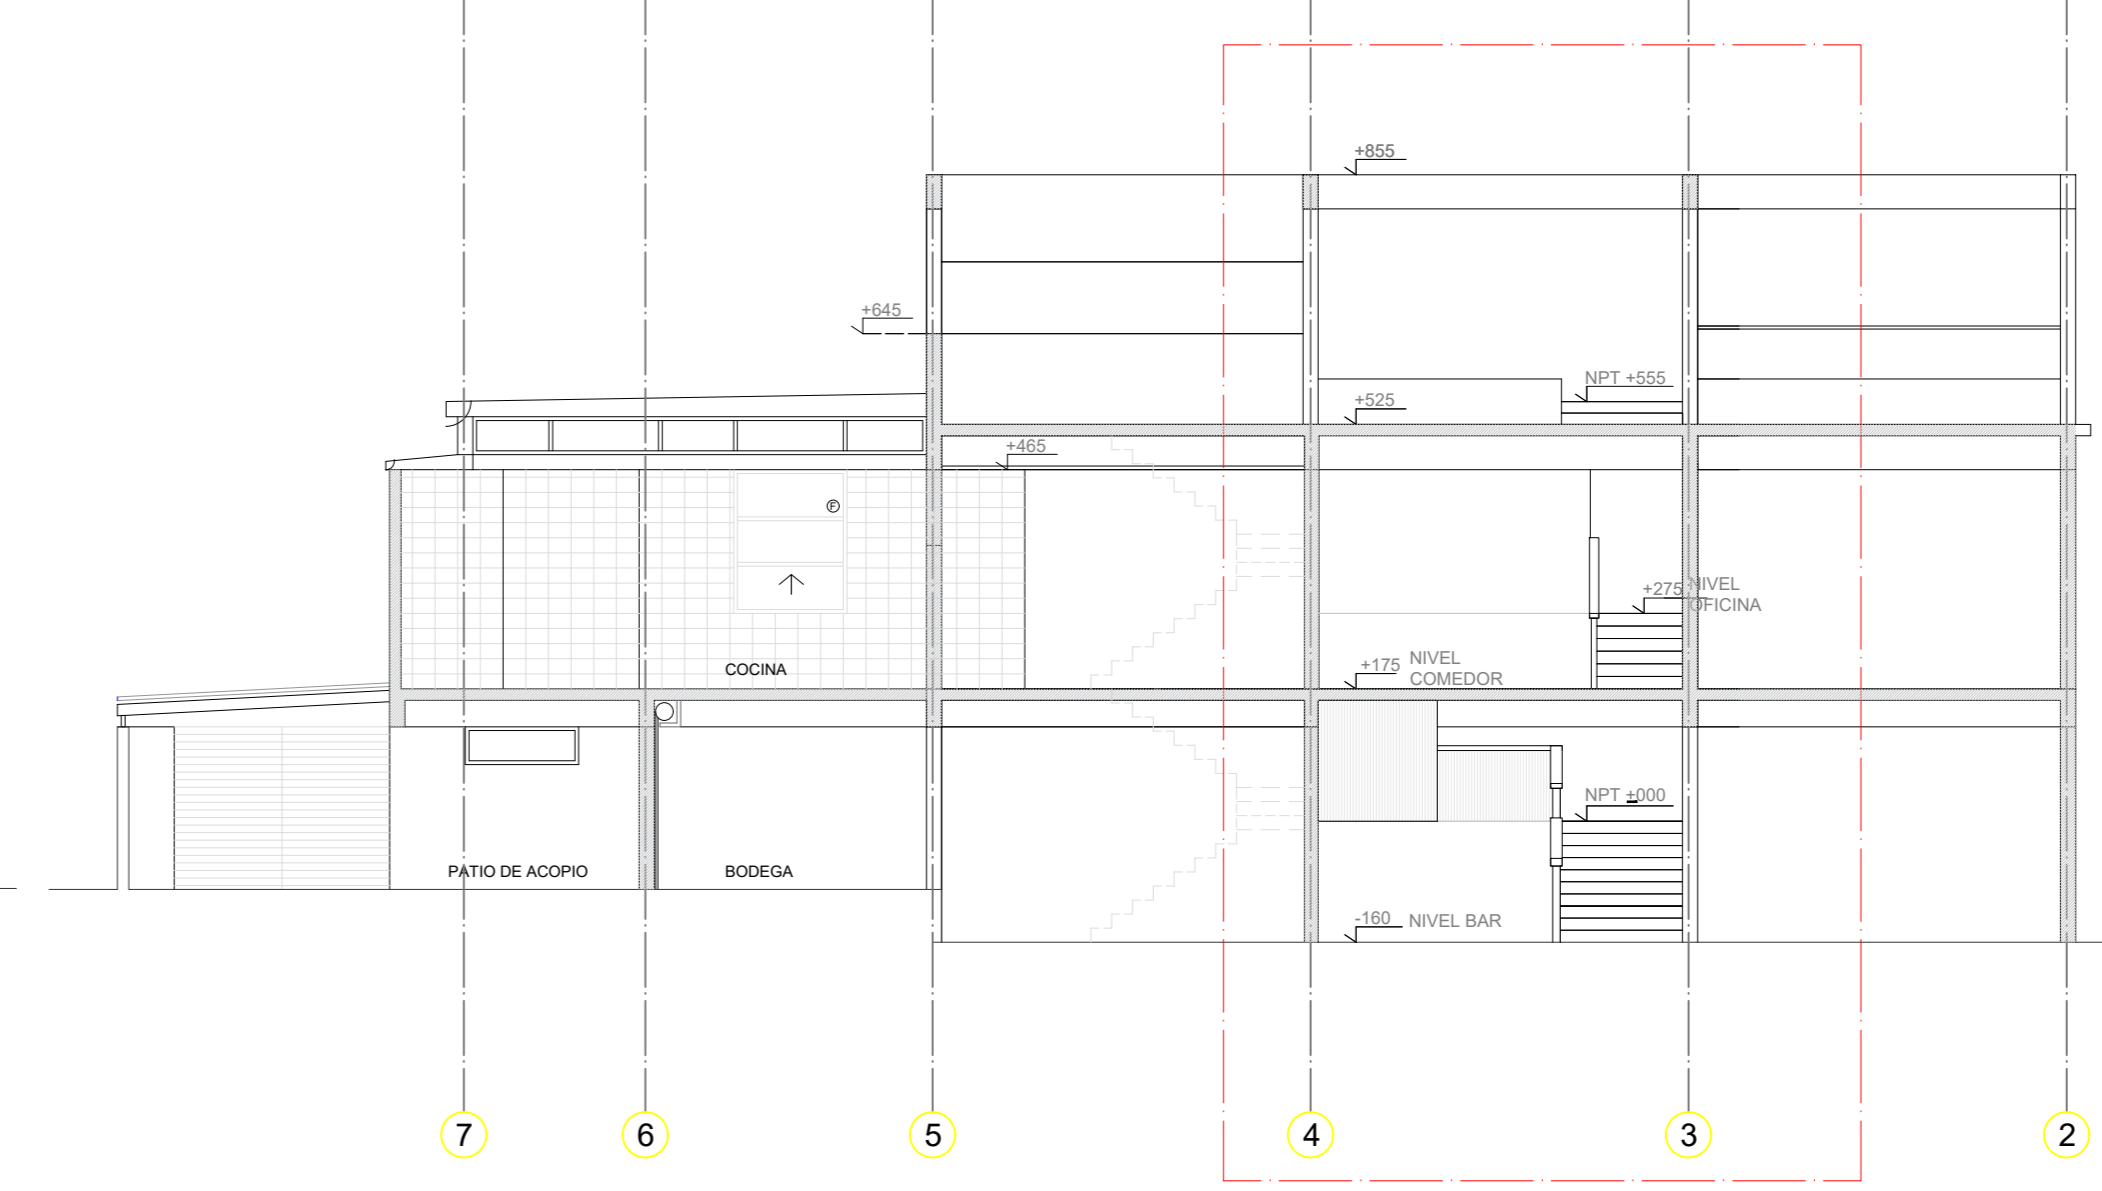 +855
+645
NPT +555
+525
+465
Ⓕ
+275 NIVEL
OFICINA
+175 NIVEL
COMEDOR
COCINA
NPT ±000
PATIO DE ACOPIO
BODEGA
-160 NIVEL BAR
7 6 5 4 3 2